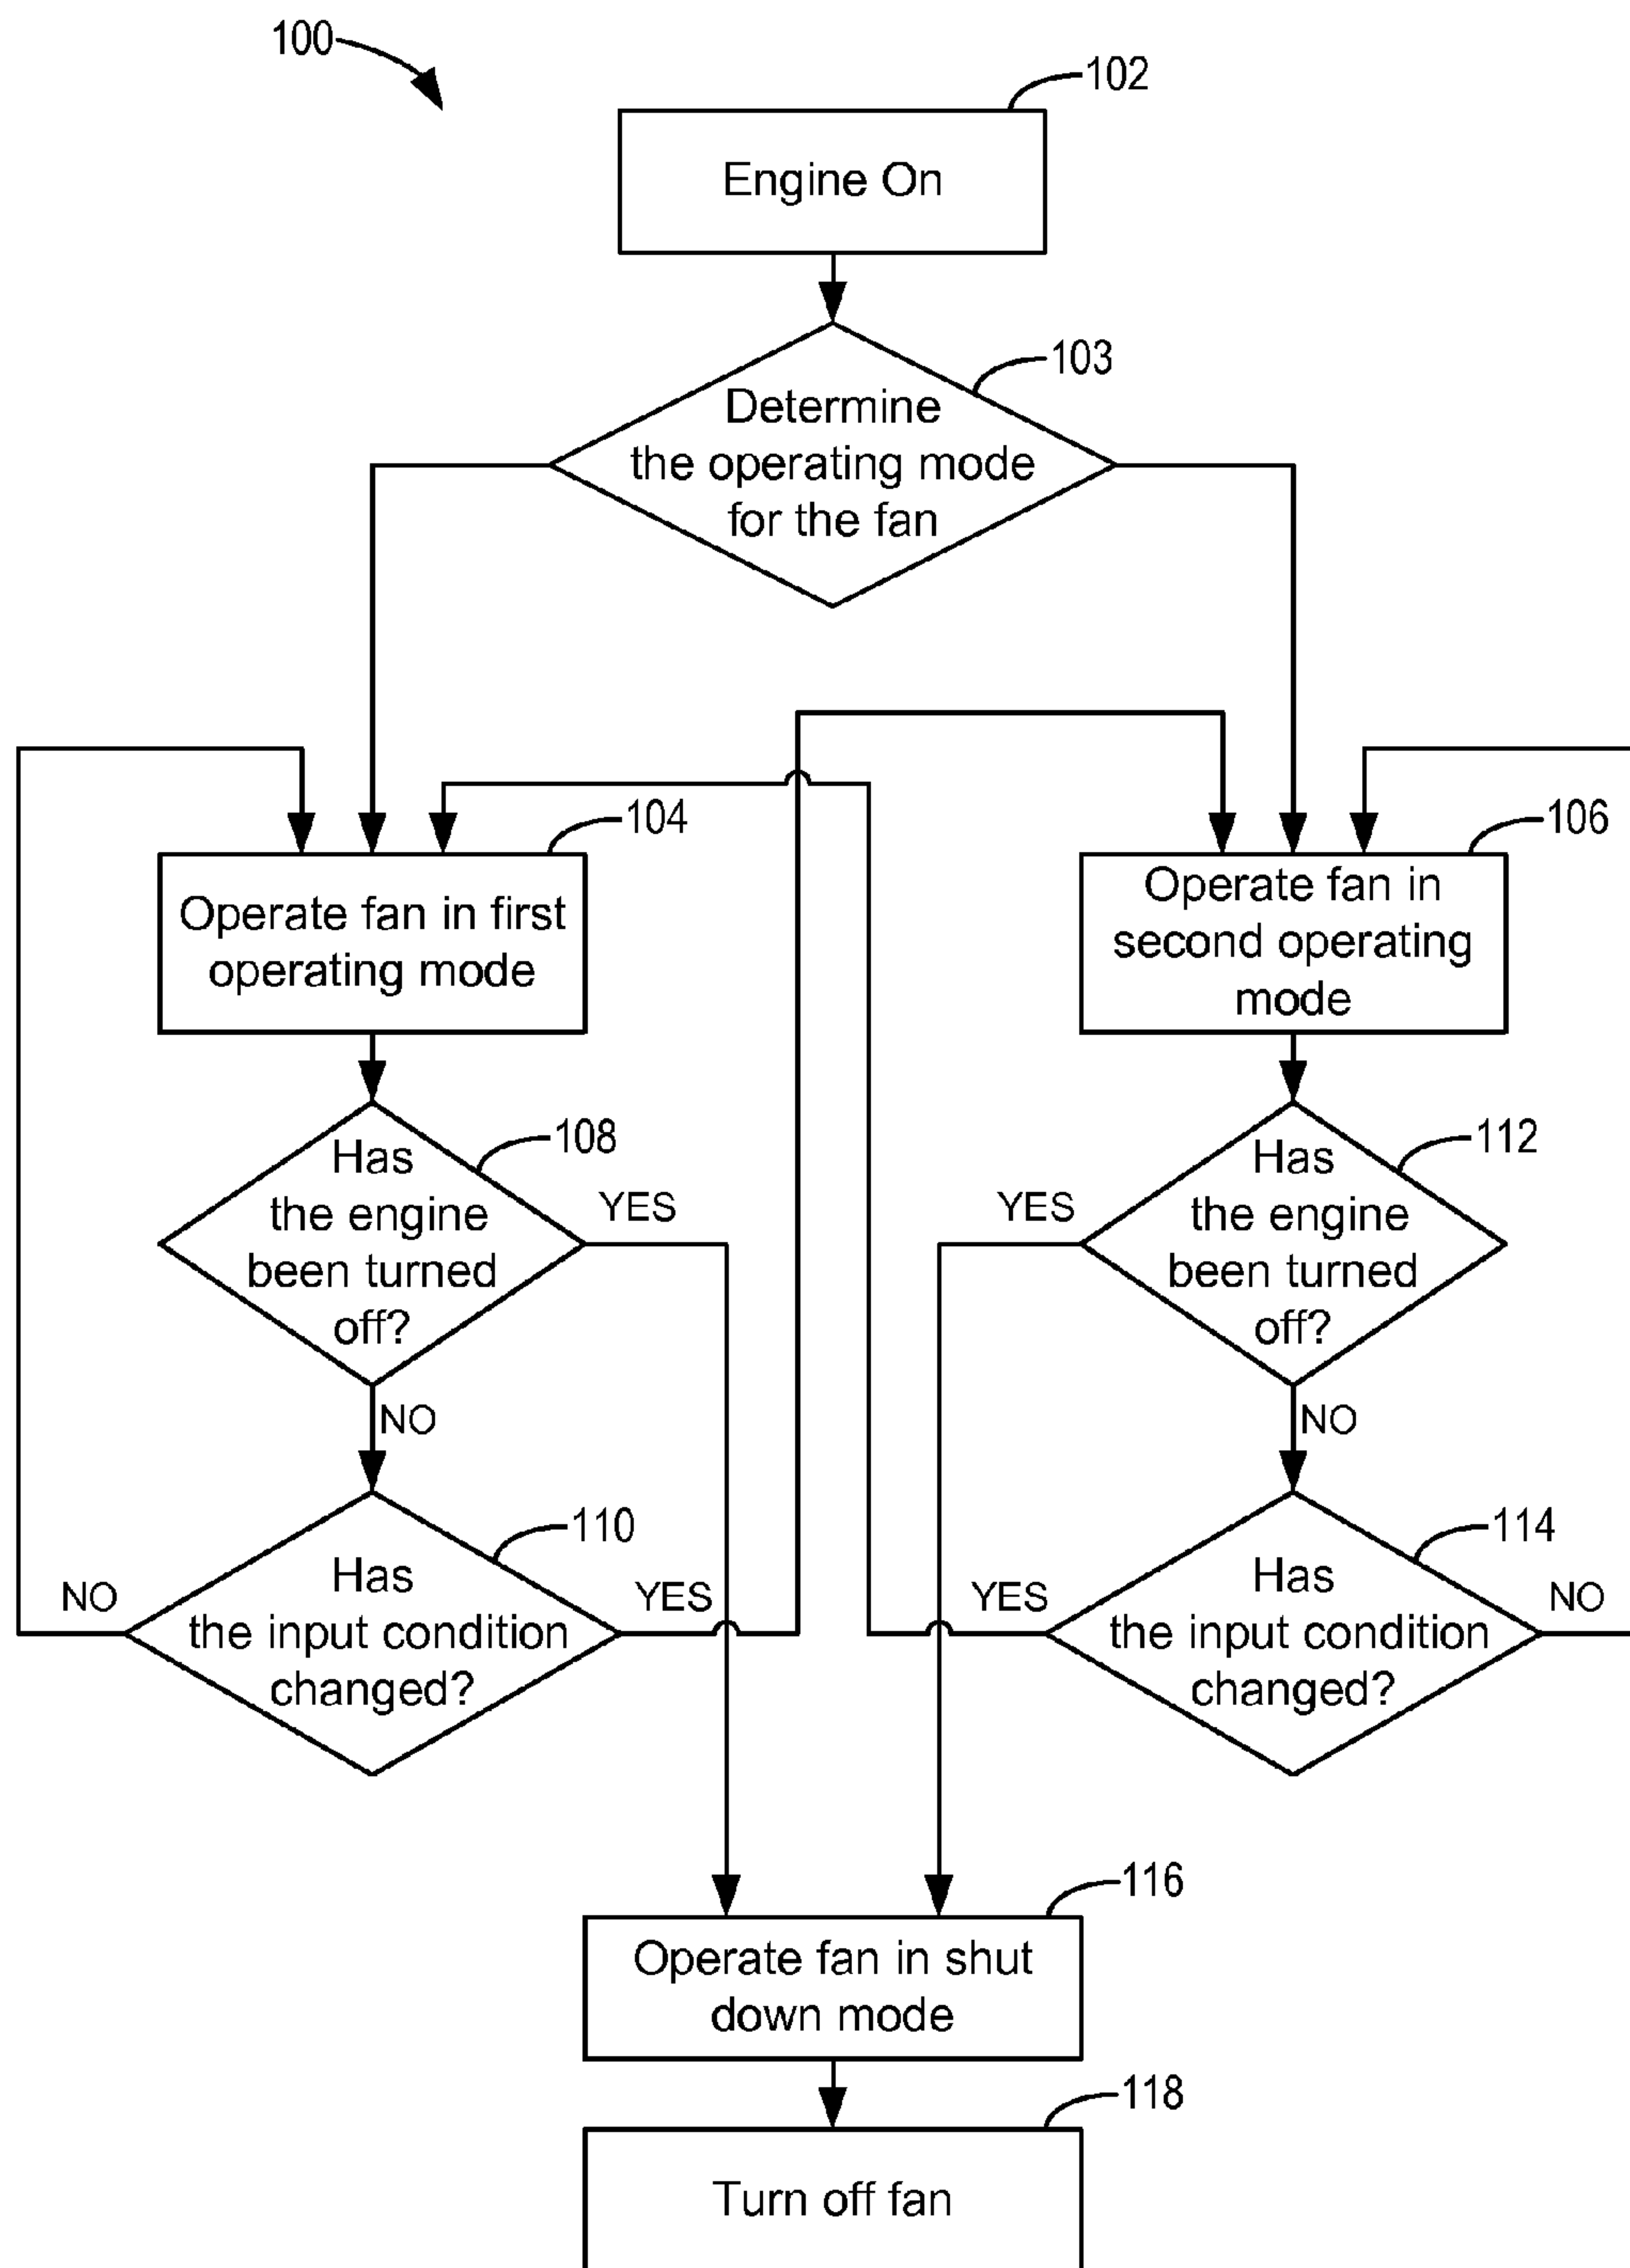 100
102
Engine On
103
Determine
the operating mode
for the fan
104
Operate fan in first
operating mode
106
Operate fan in
second operating
mode
108
Has
the engine
been turned
off?
YES
NO
112
Has
the engine
been turned
off?
YES
NO
110
Has
the input condition
changed?
NO
YES
114
Has
the input condition
changed?
YES
NO
116
Operate fan in shut
down mode
118
Turn off fan